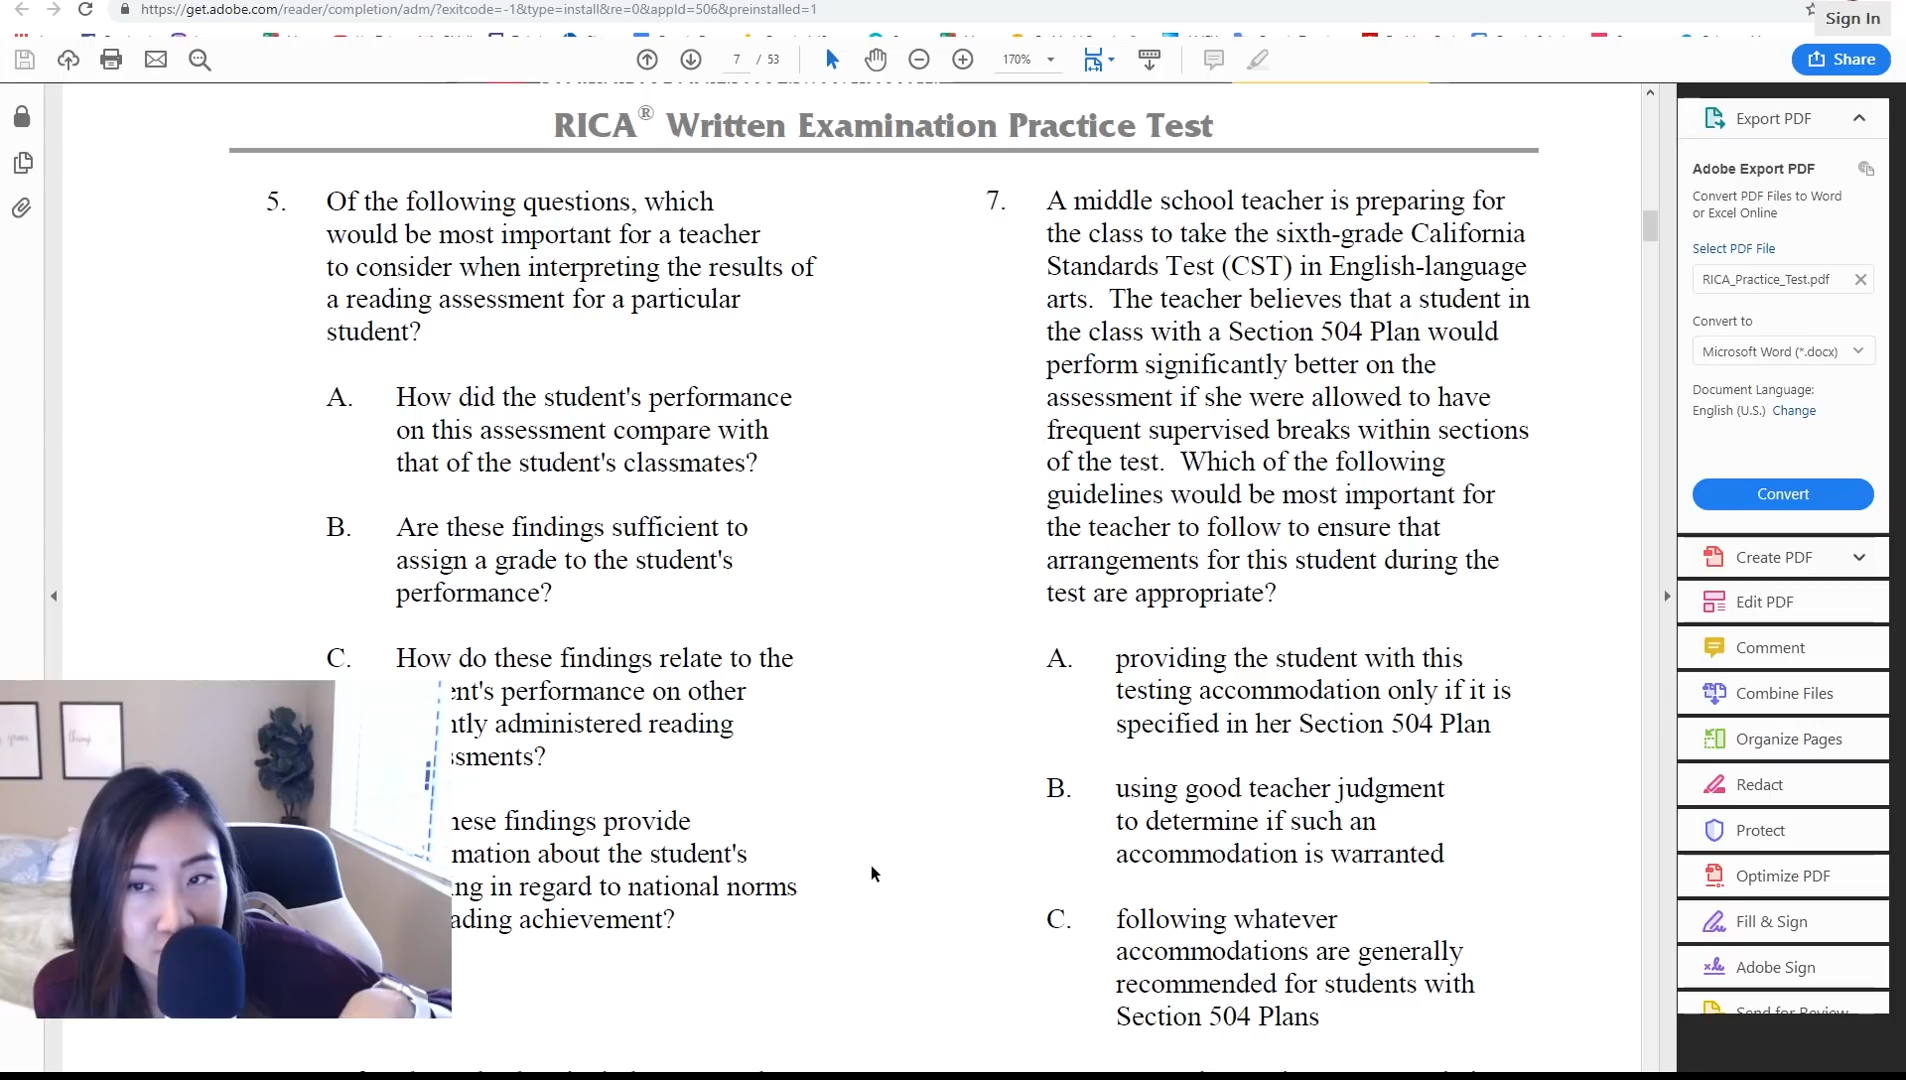 https://get.adobe.com/reader/completion/adm/?exitcode=-1&type=install&re=0&appId=506&preinstalled=1
Sign In
7 / 53
170%
Share
RICA® Written Examination Practice Test
5. Of the following questions, which
would be most important for a teacher
to consider when interpreting the results of
a reading assessment for a particular
student?
A. How did the student's performance
on this assessment compare with
that of the student's classmates?
B. Are these findings sufficient to
assign a grade to the student's
performance?
C. How do these findings relate to the
ent's performance on other
ntly administered reading
ssments?
hese findings provide
mation about the student's
ing in regard to national norms
ading achievement?
7. A middle school teacher is preparing for
the class to take the sixth-grade California
Standards Test (CST) in English-language
arts. The teacher believes that a student in
the class with a Section 504 Plan would
perform significantly better on the
assessment if she were allowed to have
frequent supervised breaks within sections
of the test. Which of the following
guidelines would be most important for
the teacher to follow to ensure that
arrangements for this student during the
test are appropriate?
A. providing the student with this
testing accommodation only if it is
specified in her Section 504 Plan
B. using good teacher judgment
to determine if such an
accommodation is warranted
C. following whatever
accommodations are generally
recommended for students with
Section 504 Plans
Export PDF
Adobe Export PDF
Convert PDF Files to Word
or Excel Online
Select PDF File
RICA_Practice_Test.pdf
Convert to
Microsoft Word (*.docx)
Document Language:
English (U.S.) Change
Convert
Create PDF
Edit PDF
Comment
Combine Files
Organize Pages
Redact
Protect
Optimize PDF
Fill & Sign
Adobe Sign
Send for Review